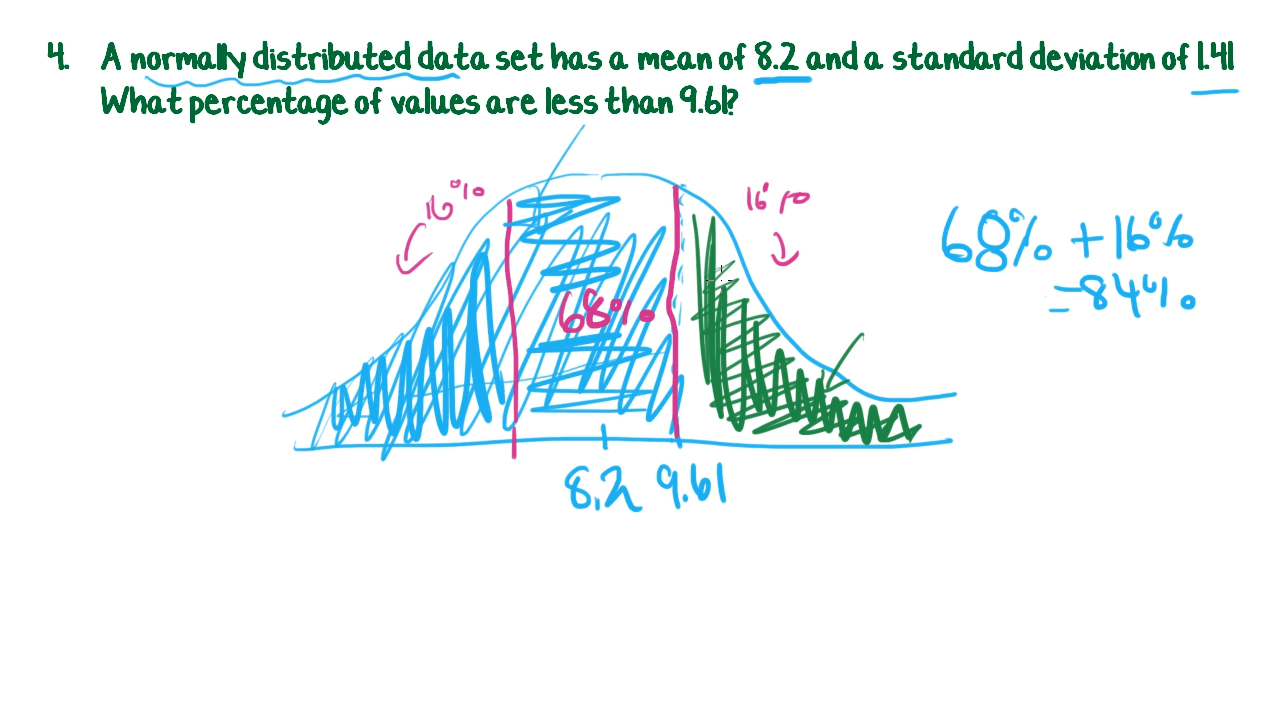 4. A normally distributed data set has a mean of 8.2 and a standard deviation of 1.41
What percentage of values are less than 9.61?
16% 16%
68% + 16%
= 84%
68%
8.2 9.61